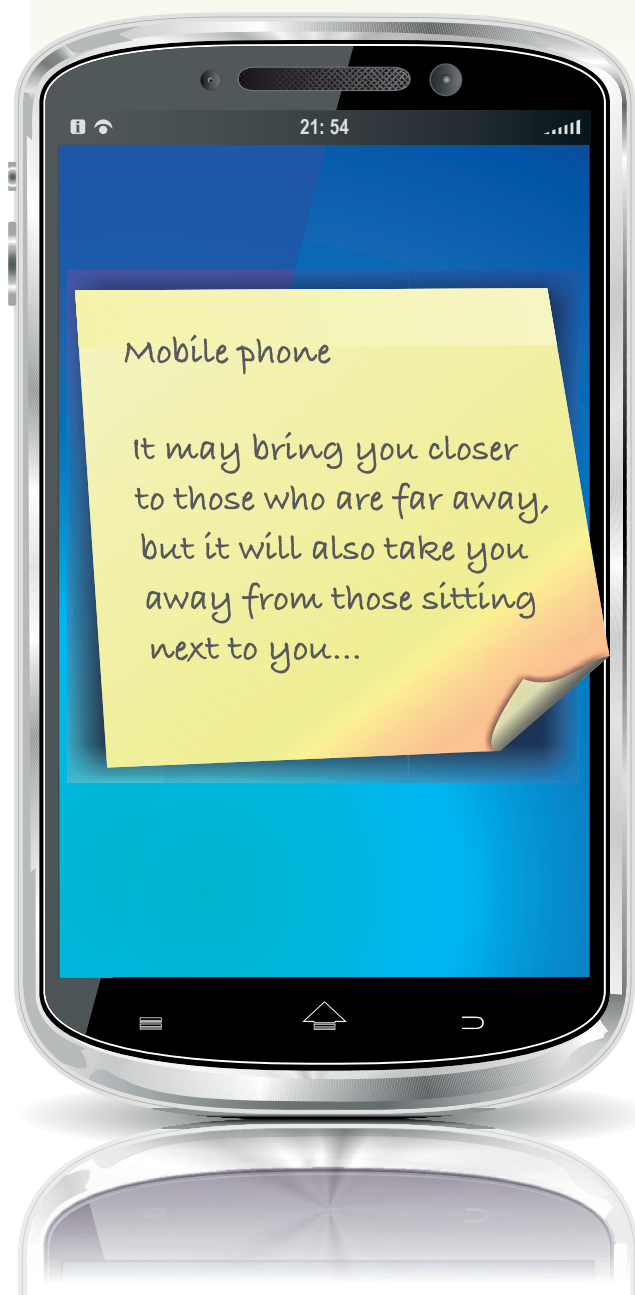 21: 54
Mobile phone
It may bring you closer
to those who are far away,
but it will also take you
away from those sitting
next to you...